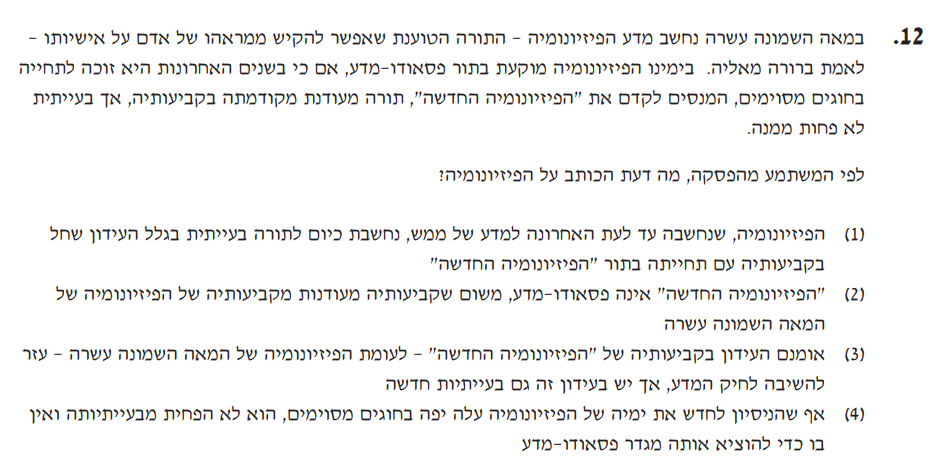 12. במאה השמונה עשרה נחשב מדע הפיזיונומיה – התורה הטוענת שאפשר להקיש ממראהו של אדם על אישיותו –
לאמת ברורה מאליה. בימינו הפיזיונומיה מוקעת בתור פסאודו-מדע, אם כי בשנים האחרונות היא זוכה לתחייה
בחוגים מסוימים, המנסים לקדם את "הפיזיונומיה החדשה", תורה מעודנת מקודמתה בקביעותיה, אך בעייתית
לא פחות ממנה.
לפי המשתמע מהפסקה, מה דעת הכותב על הפיזיונומיה?
(1) הפיזיונומיה, שנחשבה עד לעת האחרונה למדע של ממש, נחשבת כיום לתורה בעייתית בגלל העידון שחל
בקביעותיה עם תחייתה בתור "הפיזיונומיה החדשה"
(2) "הפיזיונומיה החדשה" אינה פסאודו-מדע, משום שקביעותיה מעודנות מקביעותיה של הפיזיונומיה של
המאה השמונה עשרה
(3) אומנם העידון בקביעותיה של "הפיזיונומיה החדשה" – לעומת הפיזיונומיה של המאה השמונה עשרה – עזר
להשיבה לחיק המדע, אך יש בעידון זה גם בעייתיות חדשה
(4) אף שהניסיון לחדש את ימיה של הפיזיונומיה עלה יפה בחוגים מסוימים, הוא לא הפחית מבעייתיותה ואין
בו כדי להוציא אותה מגדר פסאודו-מדע